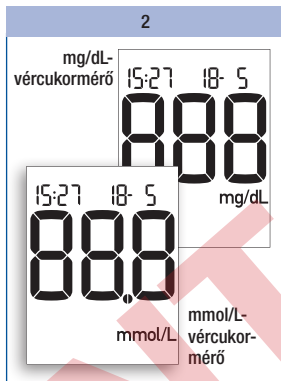 2
mg/dL-
vércukormérő
15:27 18- 5
888
mg/dL
15:27 18- 5
88.8
mmol/L
mmol/L-
vércukor-
mérő